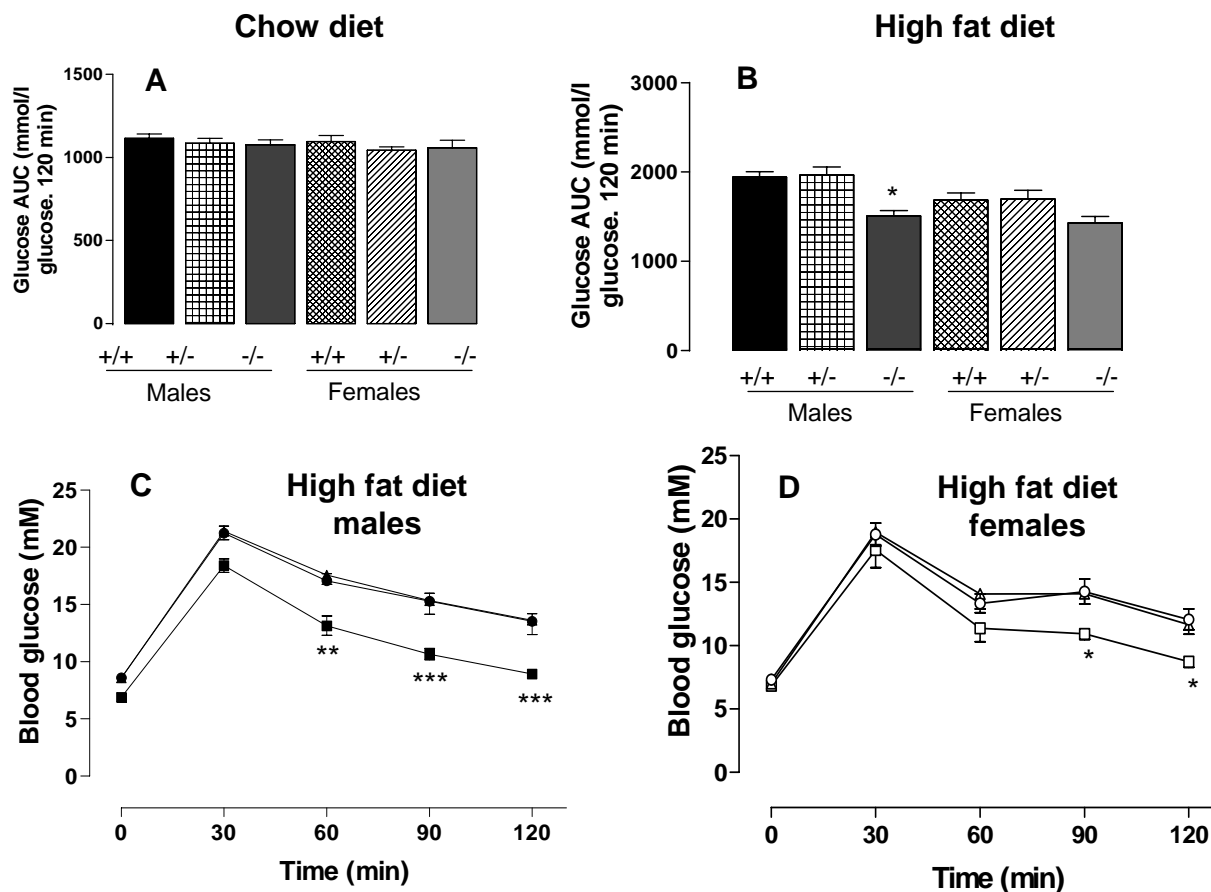 Chow diet
High fat diet
A
Glucose AUC (mmol/l
glucose. 120 min)
1500
1000
500
0
+/+ +/- -/- +/+ +/- -/-
Males Females
B
Glucose AUC (mmol/l
glucose. 120 min)
3000
2000
1000
0
*
+/+ +/- -/- +/+ +/- -/-
Males Females
C
High fat diet
males
Blood glucose (mM)
25
20
15
10
5
0
**
***
***
0 30 60 90 120
Time (min)
D
High fat diet
females
Blood glucose (mM)
25
20
15
10
5
0
*
*
0 30 60 90 120
Time (min)